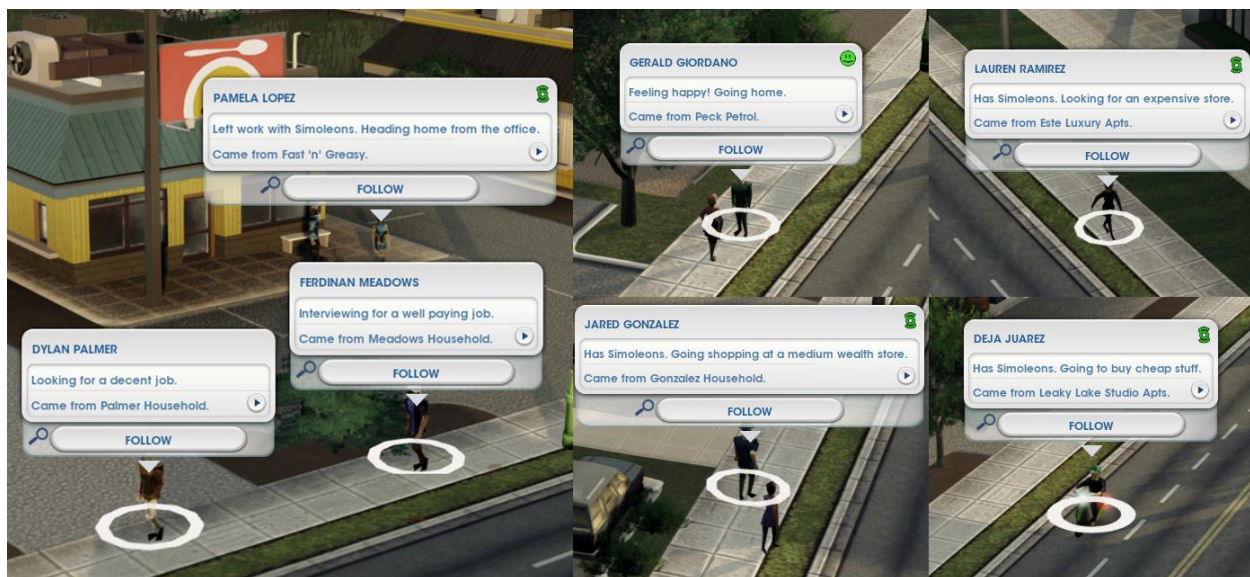 PAMELA LOPEZ
Left work with Simoleons. Heading home from the office.
Came from Fast 'n' Greasy.
FOLLOW
FERDINAN MEADOWS
Interviewing for a well paying job.
Came from Meadows Household.
FOLLOW
DYLAN PALMER
Looking for a decent job.
Came from Palmer Household.
FOLLOW
GERALD GIORDANO
Feeling happy! Going home.
Came from Peck Petrol.
FOLLOW
LAUREN RAMIREZ
Has Simoleons. Looking for an expensive store.
Came from Este Luxury Apts.
FOLLOW
JARED GONZALEZ
Has Simoleons. Going shopping at a medium wealth store.
Came from Gonzalez Household.
FOLLOW
DEJA JUAREZ
Has Simoleons. Going to buy cheap stuff.
Came from Leaky Lake Studio Apts.
FOLLOW